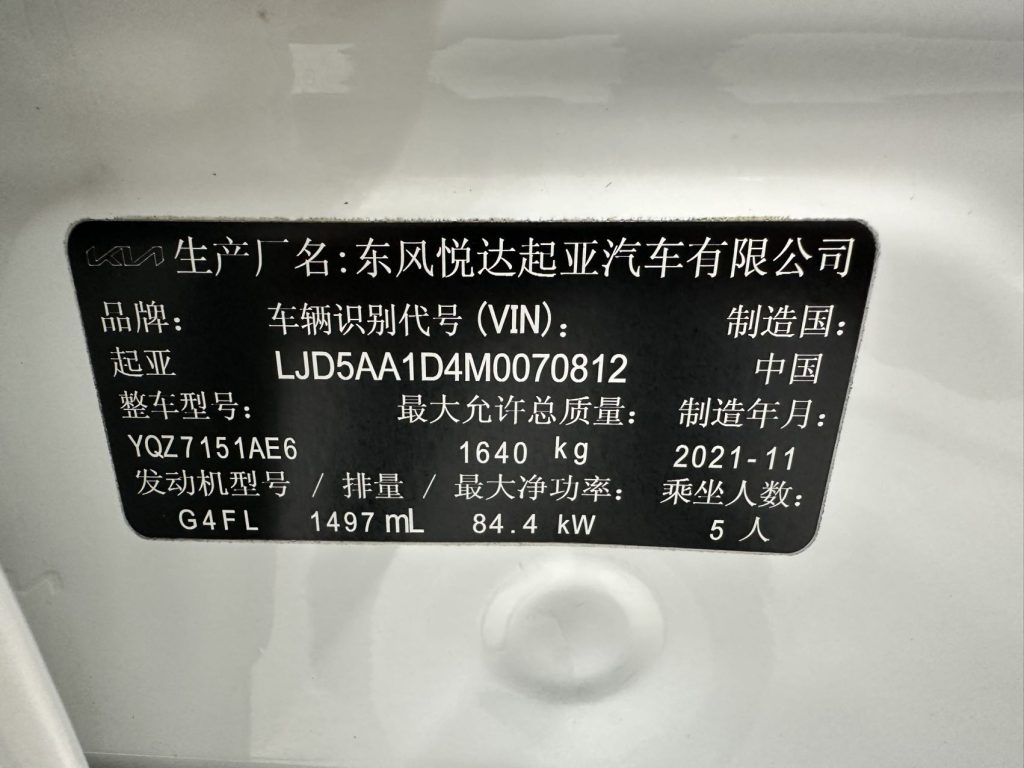 KIA 生产厂名:东风悦达起亚汽车有限公司
品牌: 车辆识别代号(VIN): 制造国:
起亚 LJD5AA1D4M0070812 中国
整车型号: 最大允许总质量: 制造年月:
YQZ7151AE6 1640 kg 2021-11
发动机型号 / 排量 / 最大净功率: 乘坐人数:
G4FL 1497 mL 84.4 kW 5 人